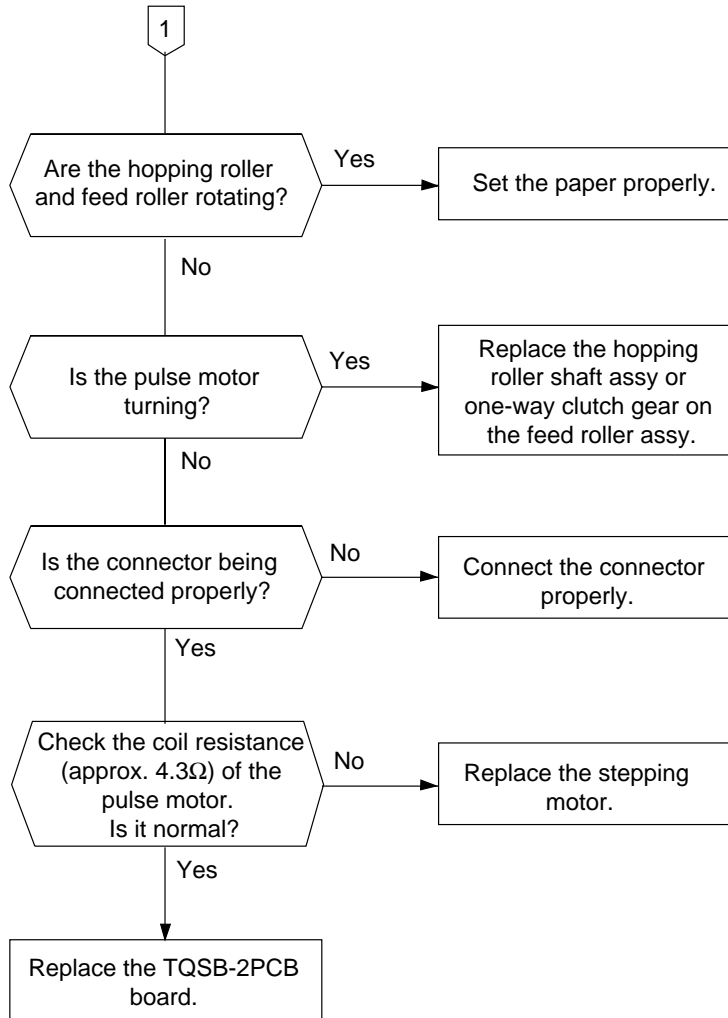 1
Are the hopping roller
and feed roller rotating?
Yes
Set the paper properly.
No
Is the pulse motor
turning?
Yes
Replace the hopping
roller shaft assy or
one-way clutch gear on
the feed roller assy.
No
Is the connector being
connected properly?
No
Connect the connector
properly.
Yes
Check the coil resistance
(approx. 4.3Ω) of the
pulse motor.
Is it normal?
No
Replace the stepping
motor.
Yes
Replace the TQSB-2PCB
board.